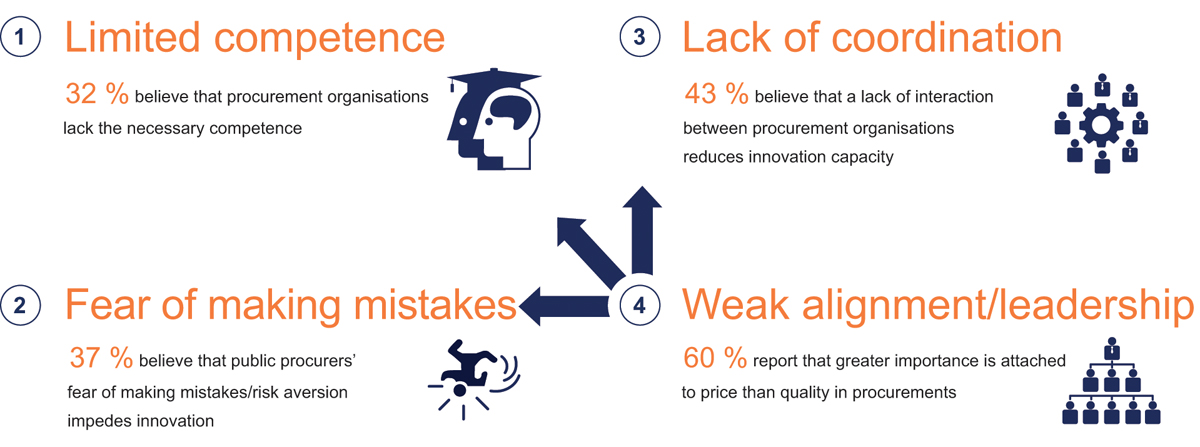 1
Limited competence
32 % believe that procurement organisations
lack the necessary competence
2
Fear of making mistakes
37 % believe that public procurers’
fear of making mistakes/risk aversion
impedes innovation
3
Lack of coordination
43 % believe that a lack of interaction
between procurement organisations
reduces innovation capacity
4
Weak alignment/leadership
60 % report that greater importance is attached
to price than quality in procurements